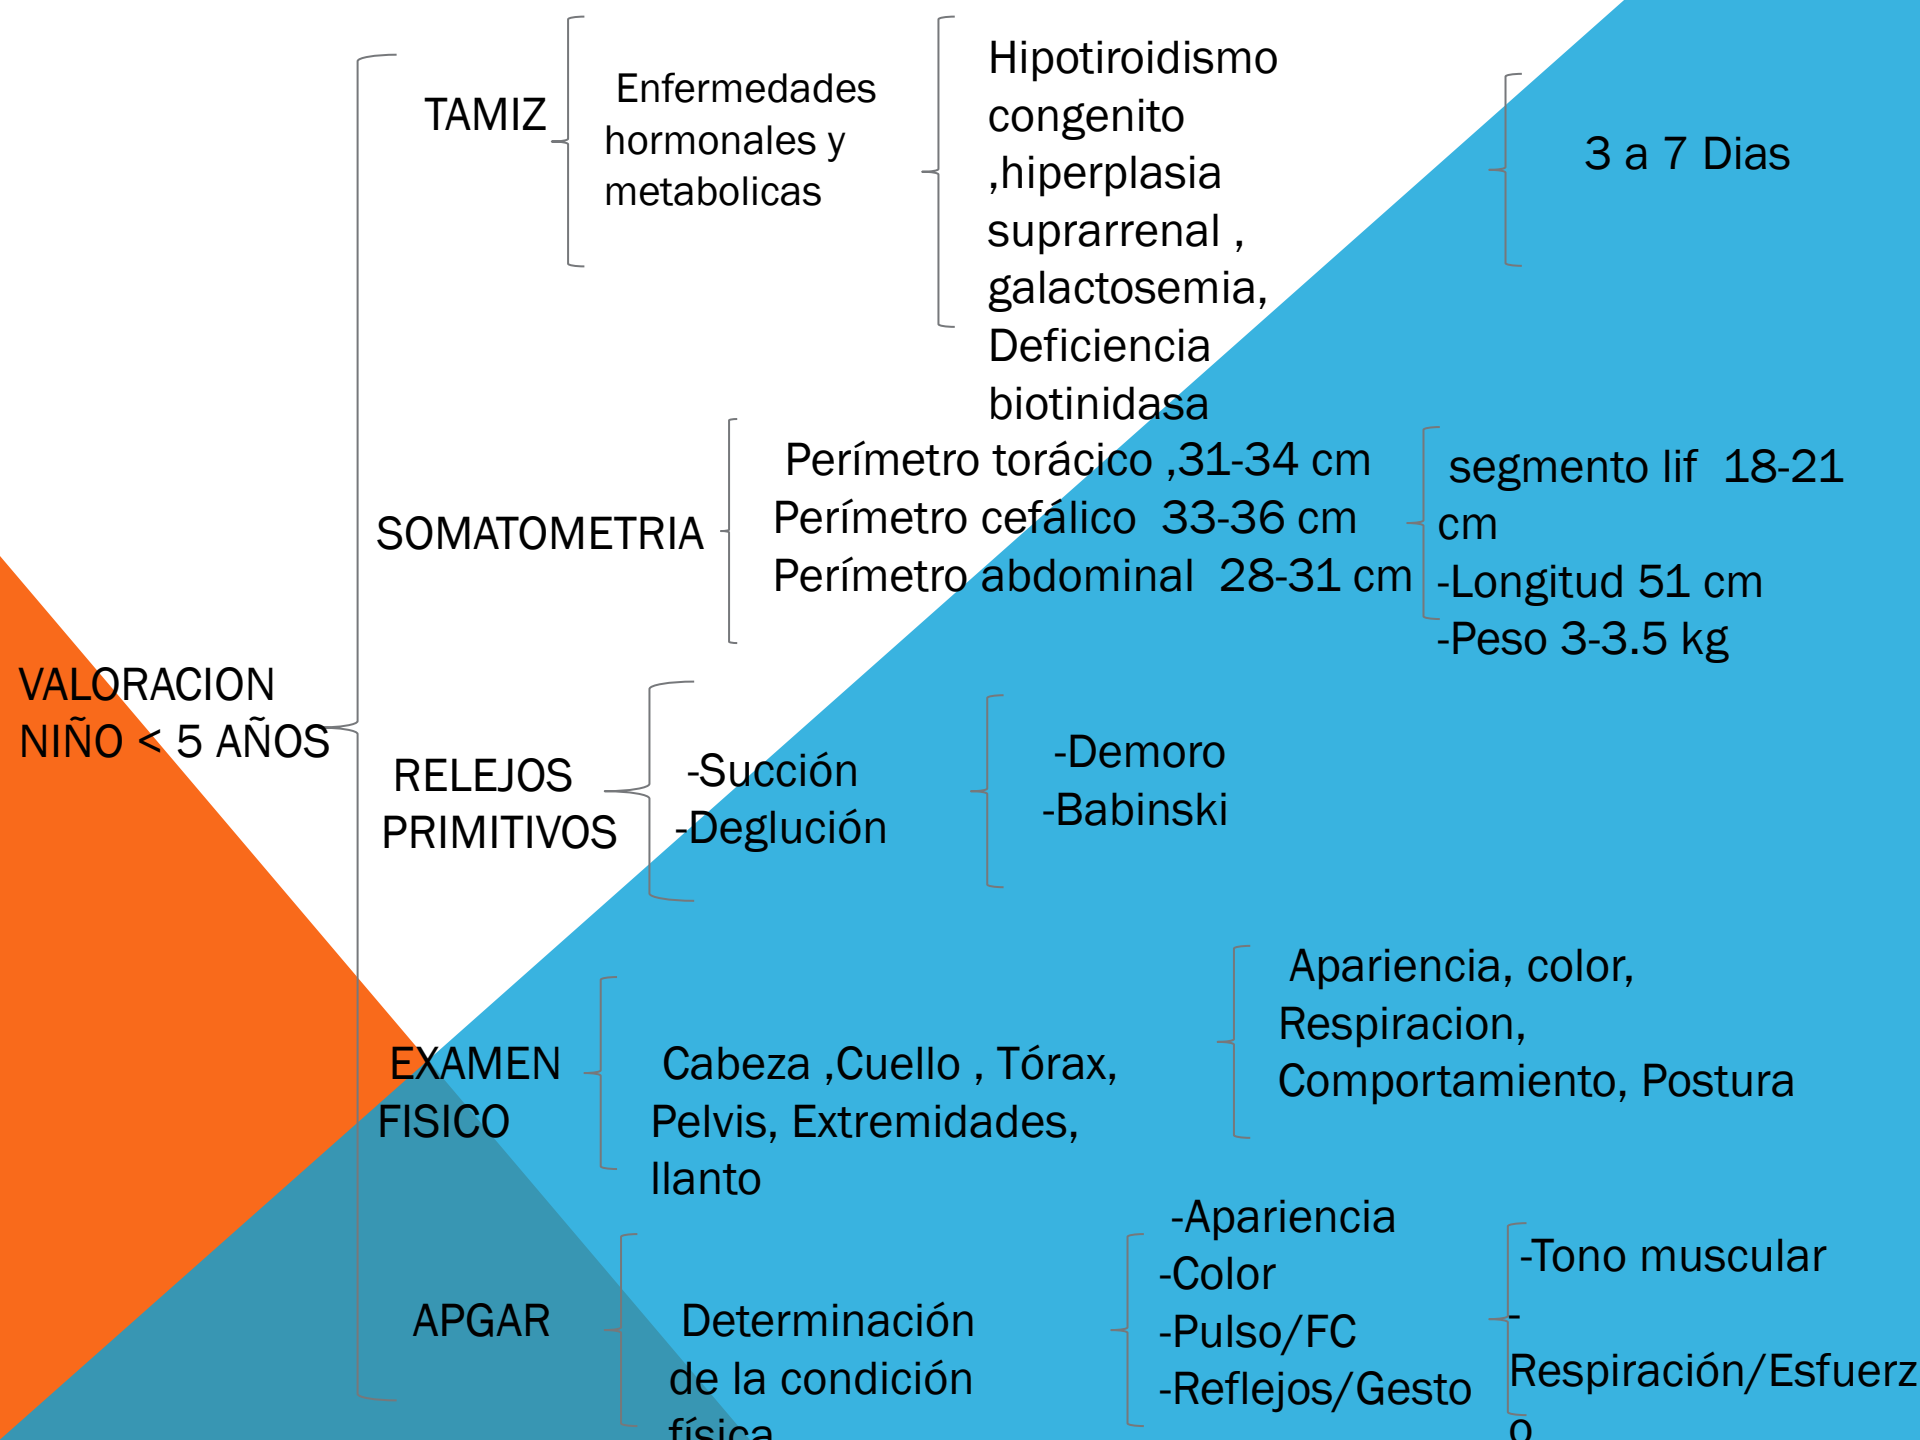 VALORACION
NIÑO < 5 AÑOS
TAMIZ
Enfermedades
hormonales y
metabolicas
Hipotiroidismo
congenito
,hiperplasia
suprarrenal ,
galactosemia,
Deficiencia
biotinidasa
3 a 7 Dias
SOMATOMETRIA
Perímetro torácico ,31-34 cm
Perímetro cefálico 33-36 cm
Perímetro abdominal 28-31 cm
segmento lif 18-21
cm
-Longitud 51 cm
-Peso 3-3.5 kg
RELEJOS
PRIMITIVOS
-Succión
-Deglución
-Demoro
-Babinski
EXAMEN
FISICO
Cabeza ,Cuello , Tórax,
Pelvis, Extremidades,
llanto
Apariencia, color,
Respiracion,
Comportamiento, Postura
APGAR
Determinación
de la condición
física
-Apariencia
-Color
-Pulso/FC
-Reflejos/Gesto
-Tono muscular
-
Respiración/Esfuerz
o